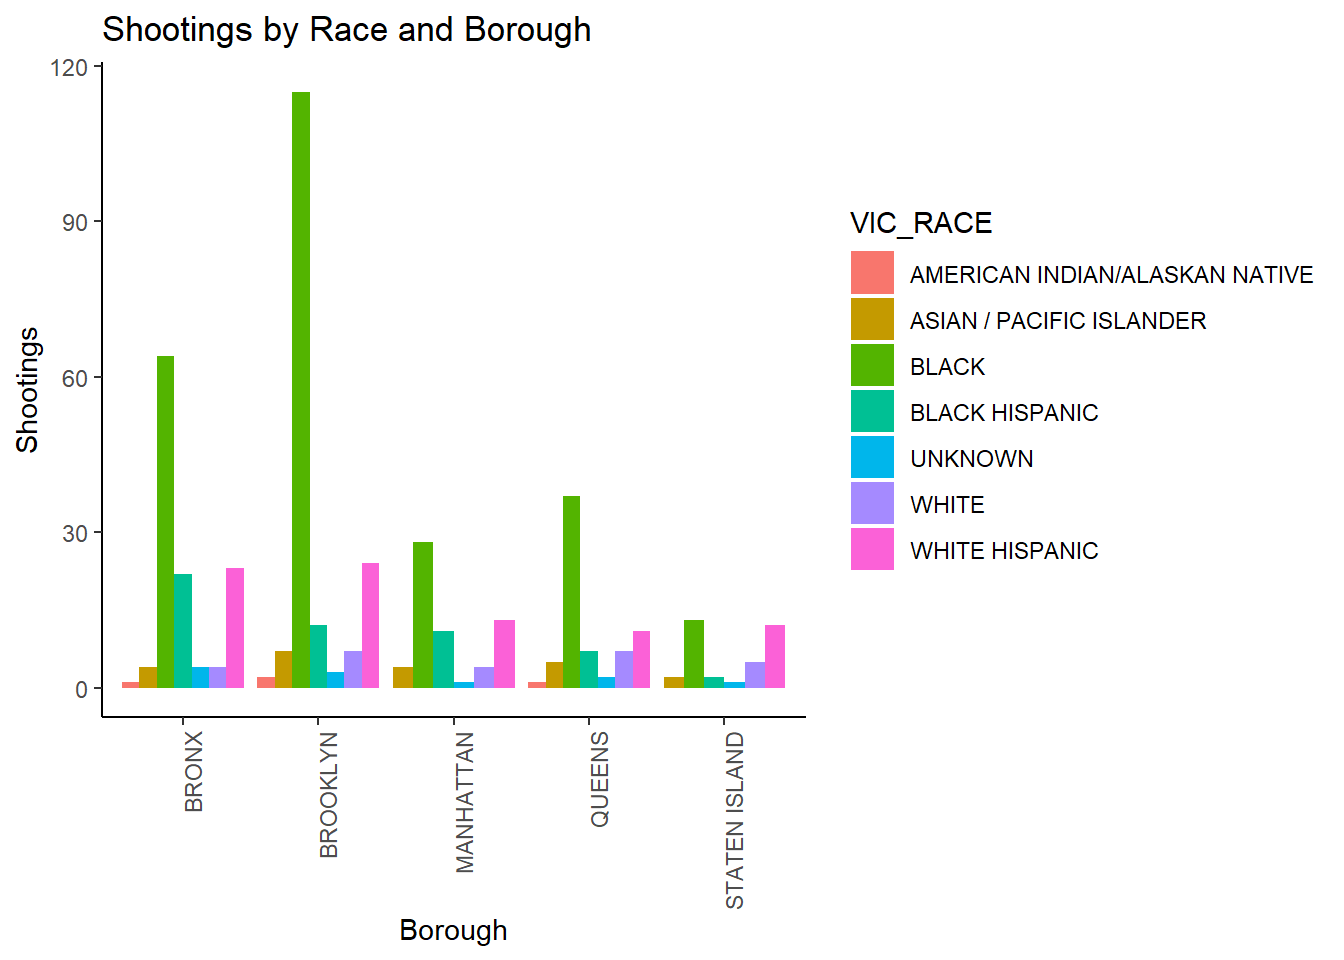 Shootings by Race and Borough
120
90
60
30
0
Shootings
BRONX
BROOKLYN
MANHATTAN
QUEENS
STATEN ISLAND
Borough
VIC_RACE
AMERICAN INDIAN/ALASKAN NATIVE
ASIAN / PACIFIC ISLANDER
BLACK
BLACK HISPANIC
UNKNOWN
WHITE
WHITE HISPANIC